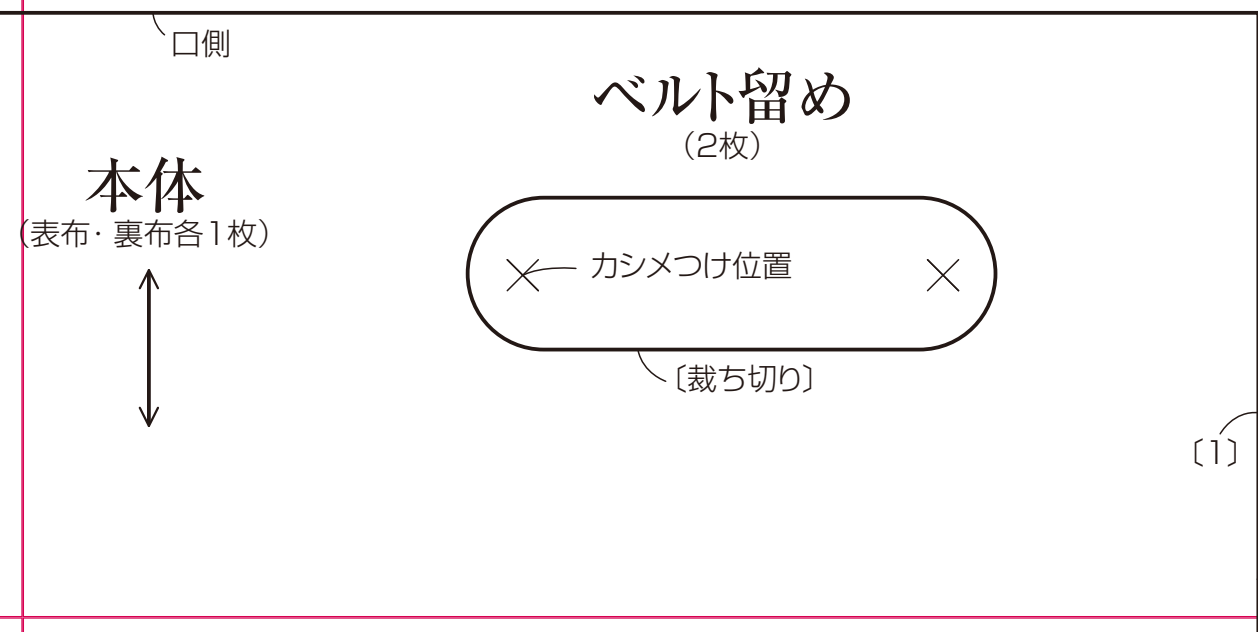 口側
ベルト留め
（2枚）
本体
（表布・裏布各1枚）
カシメつけ位置
〔裁ち切り〕
〔1〕